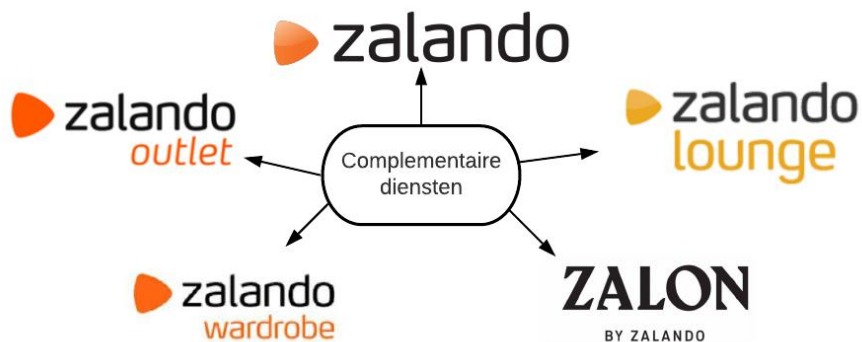 zalando
zalando
outlet
zalando
lounge
Complementaire
diensten
zalando
wardrobe
ZALON
BY ZALANDO